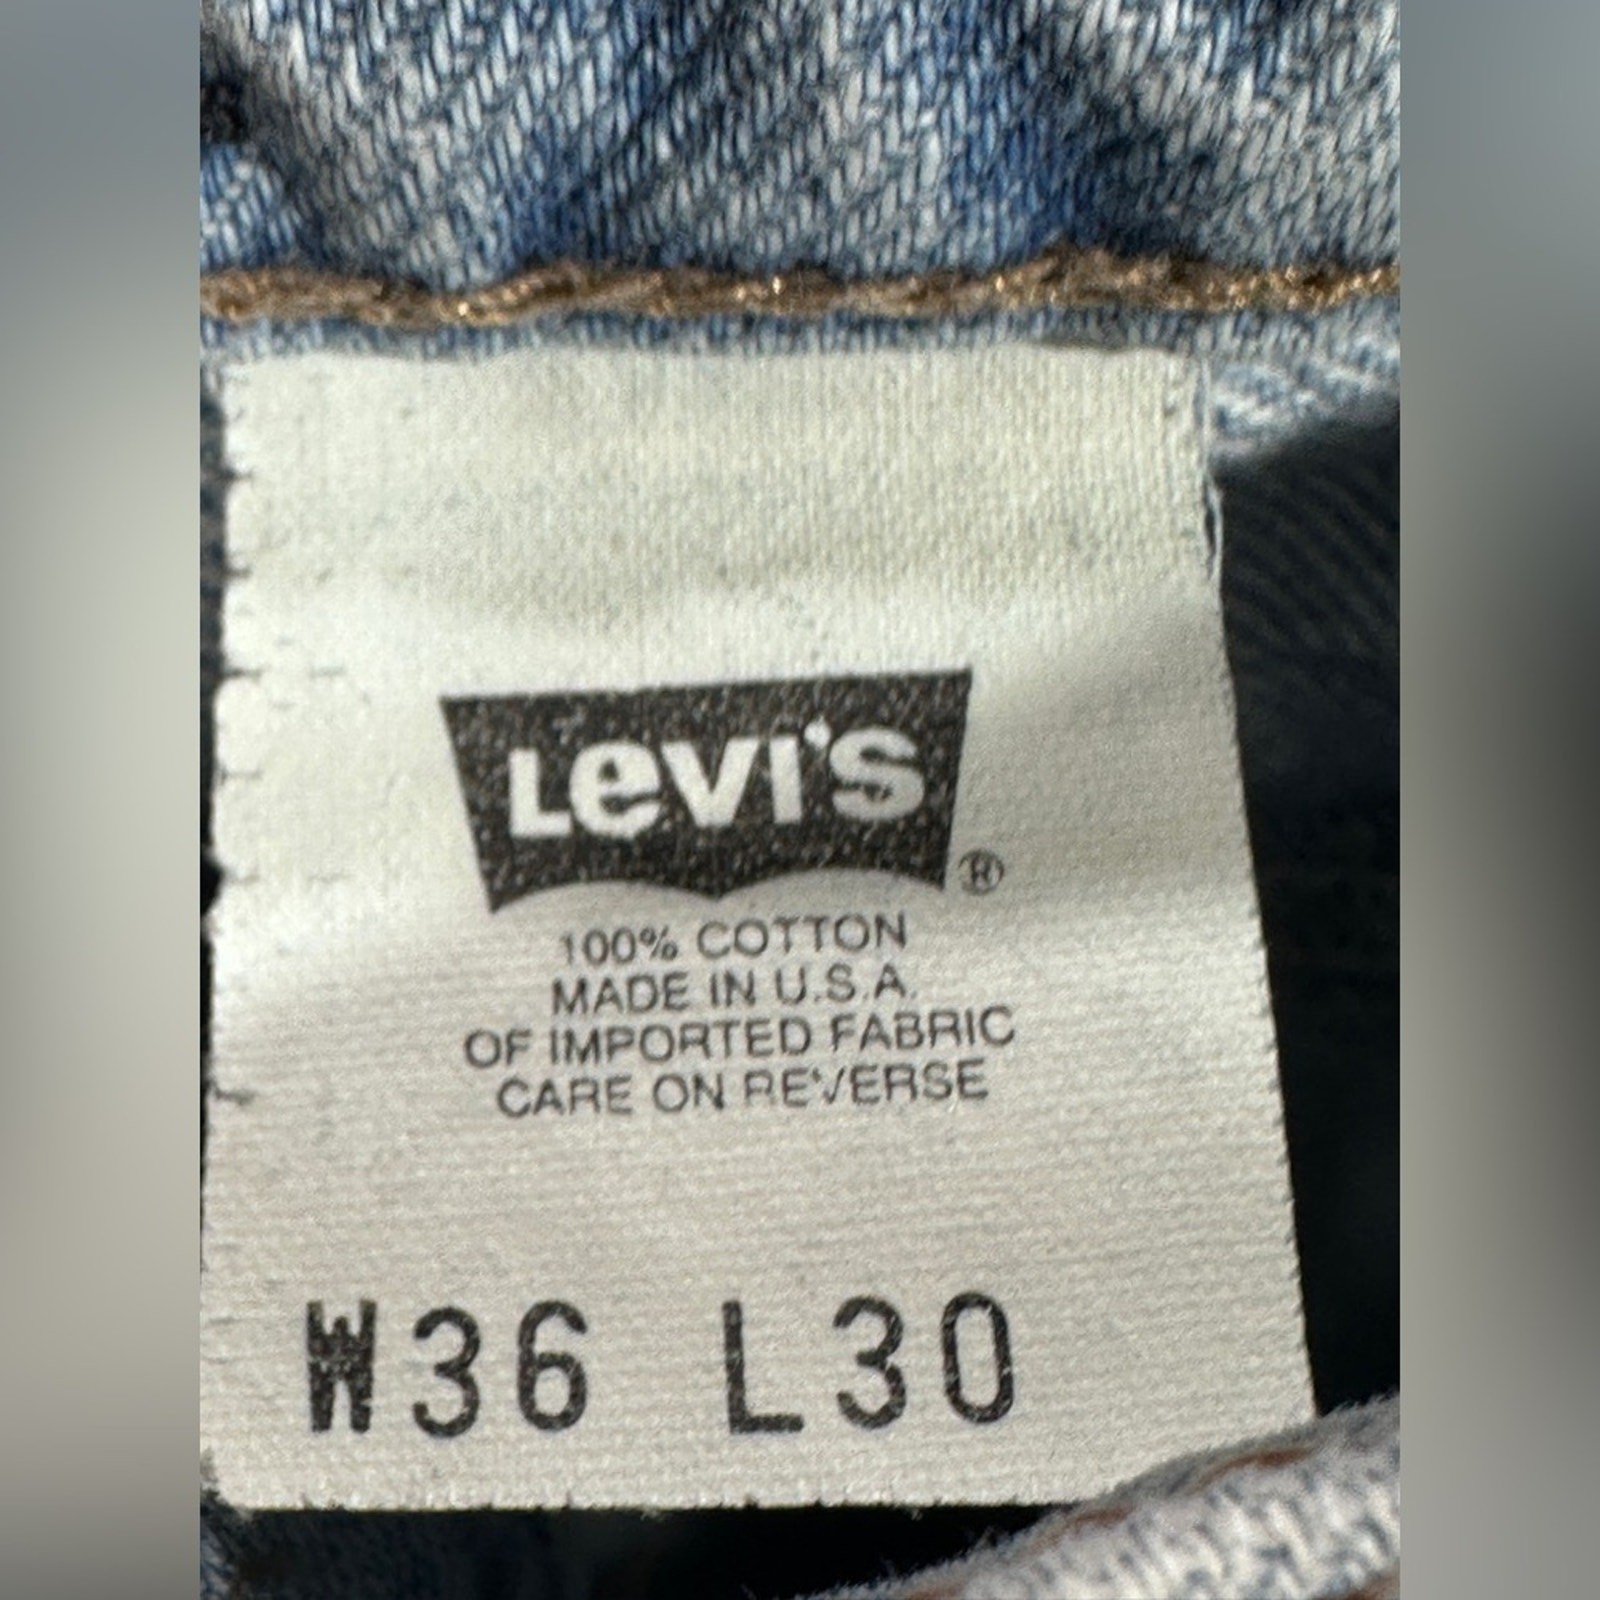 LEVI'S ®
100% COTTON
MADE IN U.S.A.
OF IMPORTED FABRIC
CARE ON REVERSE
W36 L30